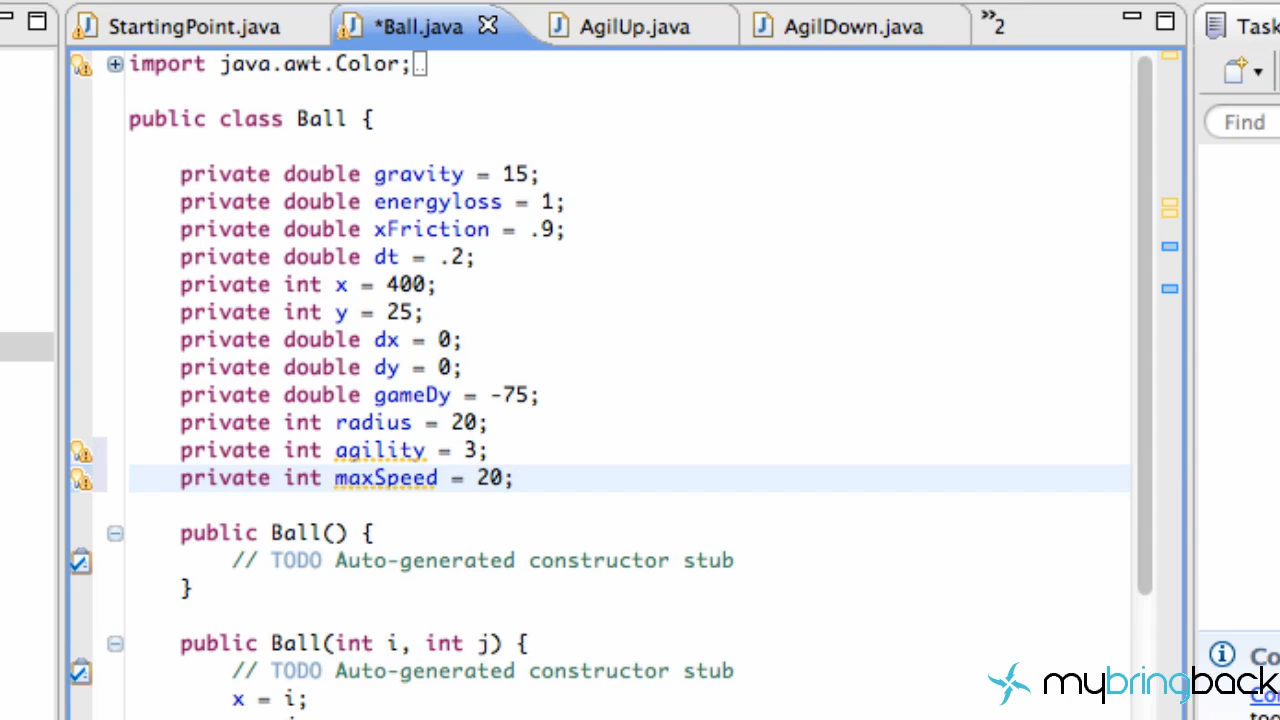 StartingPoint.java
*Ball.java
AgilUp.java
AgilDown.java
»2
Task
import java.awt.Color;
Find
public class Ball {
private double gravity = 15;
private double energyloss = 1;
private double xFriction = .9;
private double dt = .2;
private int x = 400;
private int y = 25;
private double dx = 0;
private double dy = 0;
private double gameDy = -75;
private int radius = 20;
private int agility = 3;
private int maxSpeed = 20;
public Ball() {
// TODO Auto-generated constructor stub
}
public Ball(int i, int j) {
// TODO Auto-generated constructor stub
x = i;
Co
mybringback